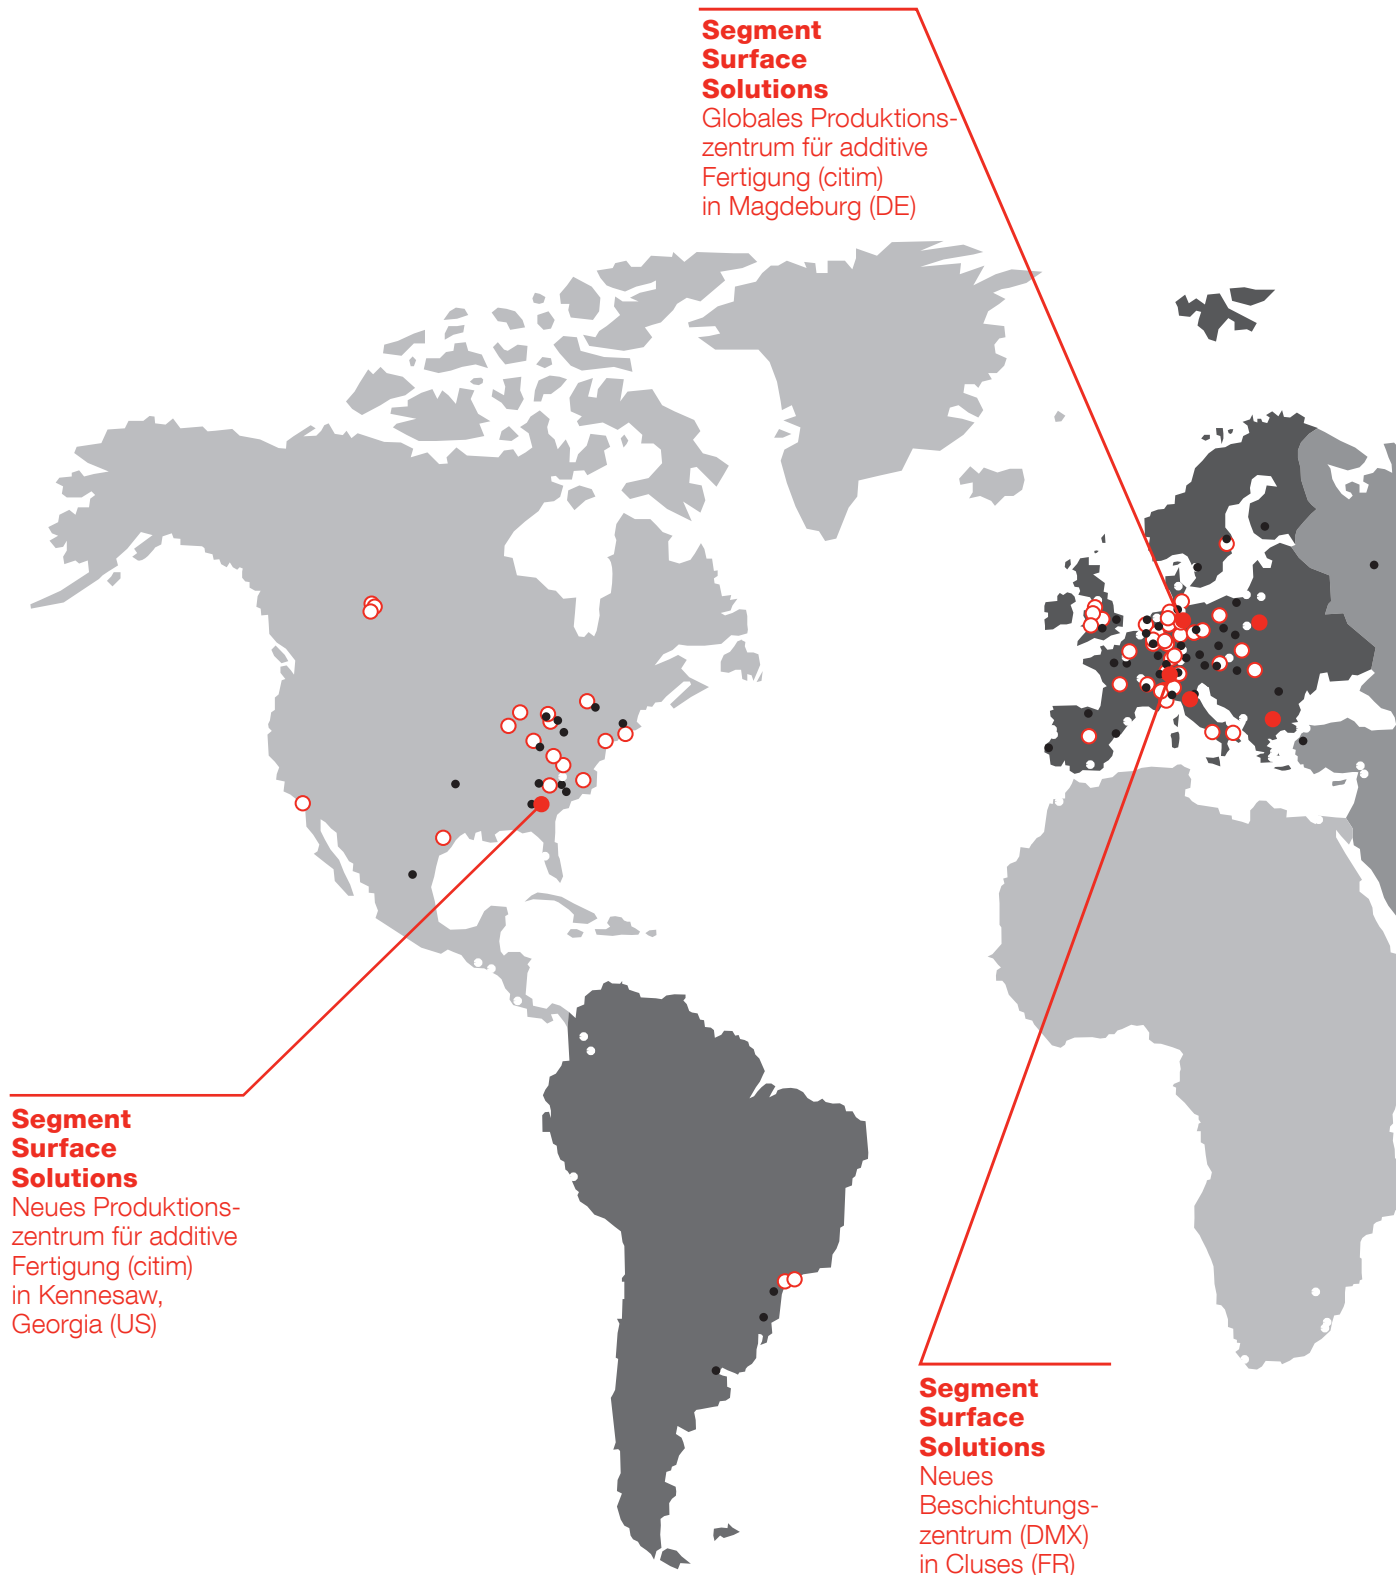 Segment
Surface
Solutions
Globales Produktions-
zentrum für additive
Fertigung (citim)
in Magdeburg (DE)
Segment
Surface
Solutions
Neues Produktions-
zentrum für additive
Fertigung (citim)
in Kennesaw,
Georgia (US)
Segment
Surface
Solutions
Neues
Beschichtungs-
zentrum (DMX)
in Cluses (FR)